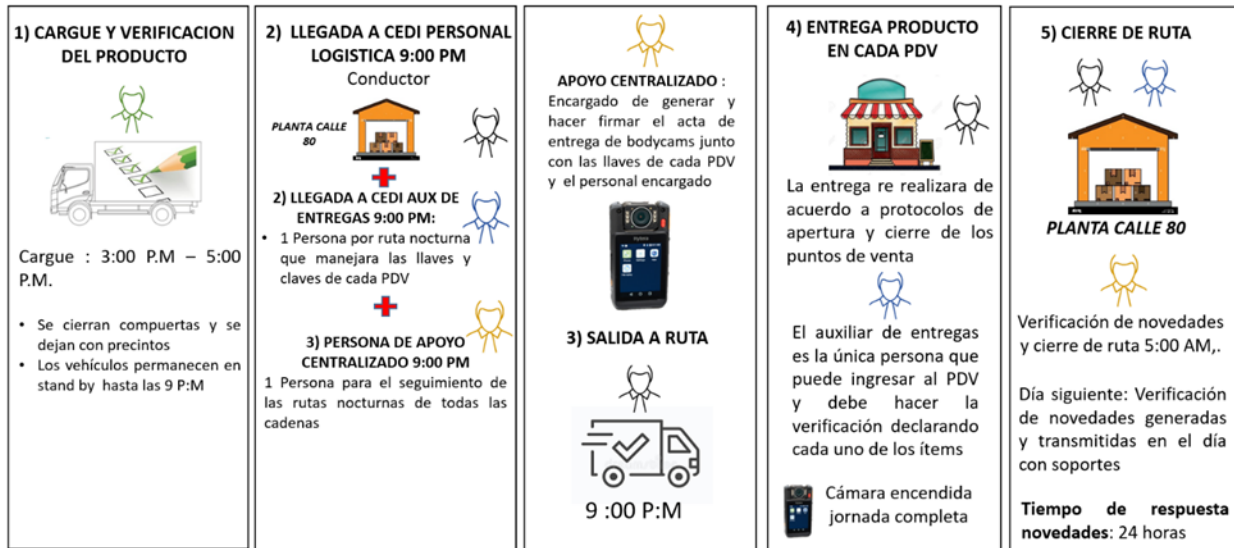 1) CARGUE Y VERIFICACION
DEL PRODUCTO
Cargue : 3:00 P.M – 5:00
P.M.
• Se cierran compuertas y se
dejan con precintos
• Los vehículos permanecen en
stand by hasta las 9 P:M
2) LLEGADA A CEDI PERSONAL
LOGISTICA 9:00 PM
Conductor
PLANTA CALLE
80
2) LLEGADA A CEDI AUX DE
ENTREGAS 9:00 PM:
• 1 Persona por ruta nocturna
que manejara las llaves y
claves de cada PDV
3) PERSONA DE APOYO
CENTRALIZADO 9:00 PM
1 Persona para el seguimiento de
las rutas nocturnas de todas las
cadenas
APOYO CENTRALIZADO :
Encargado de generar y
hacer firmar el acta de
entrega de bodycams junto
con las llaves de cada PDV
y el personal encargado
3) SALIDA A RUTA
9 :00 P:M
4) ENTREGA PRODUCTO
EN CADA PDV
La entrega re realizara de
acuerdo a protocolos de
apertura y cierre de los
puntos de venta
El auxiliar de entregas
es la única persona que
puede ingresar al PDV
y debe hacer la
verificación declarando
cada uno de los ítems
Cámara encendida
jornada completa
5) CIERRE DE RUTA
PLANTA CALLE 80
Verificación de novedades
y cierre de ruta 5:00 AM,.
Día siguiente: Verificación
de novedades generadas
y transmitidas en el día
con soportes
Tiempo de respuesta
novedades: 24 horas